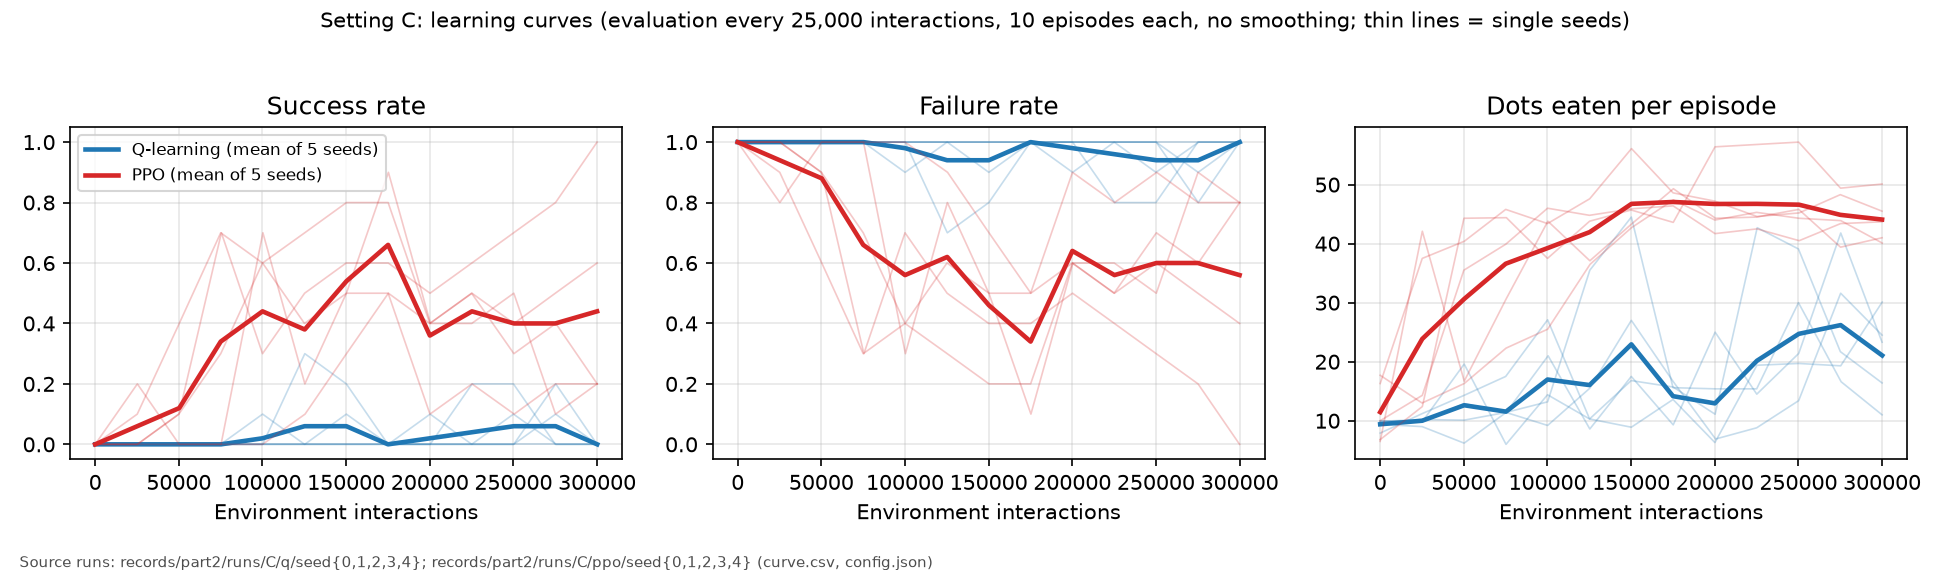 Setting C: learning curves (evaluation every 25,000 interactions, 10 episodes each, no smoothing; thin lines = single seeds)
Success rate
1.0
0.8
0.6
0.4
0.2
0.0
Q-learning (mean of 5 seeds)
PPO (mean of 5 seeds)
0 50000 100000 150000 200000 250000 300000
Environment interactions
Failure rate
1.0
0.8
0.6
0.4
0.2
0.0
0 50000 100000 150000 200000 250000 300000
Environment interactions
Dots eaten per episode
50
40
30
20
10
0 50000 100000 150000 200000 250000 300000
Environment interactions
Source runs: records/part2/runs/C/q/seed{0,1,2,3,4}; records/part2/runs/C/ppo/seed{0,1,2,3,4} (curve.csv, config.json)